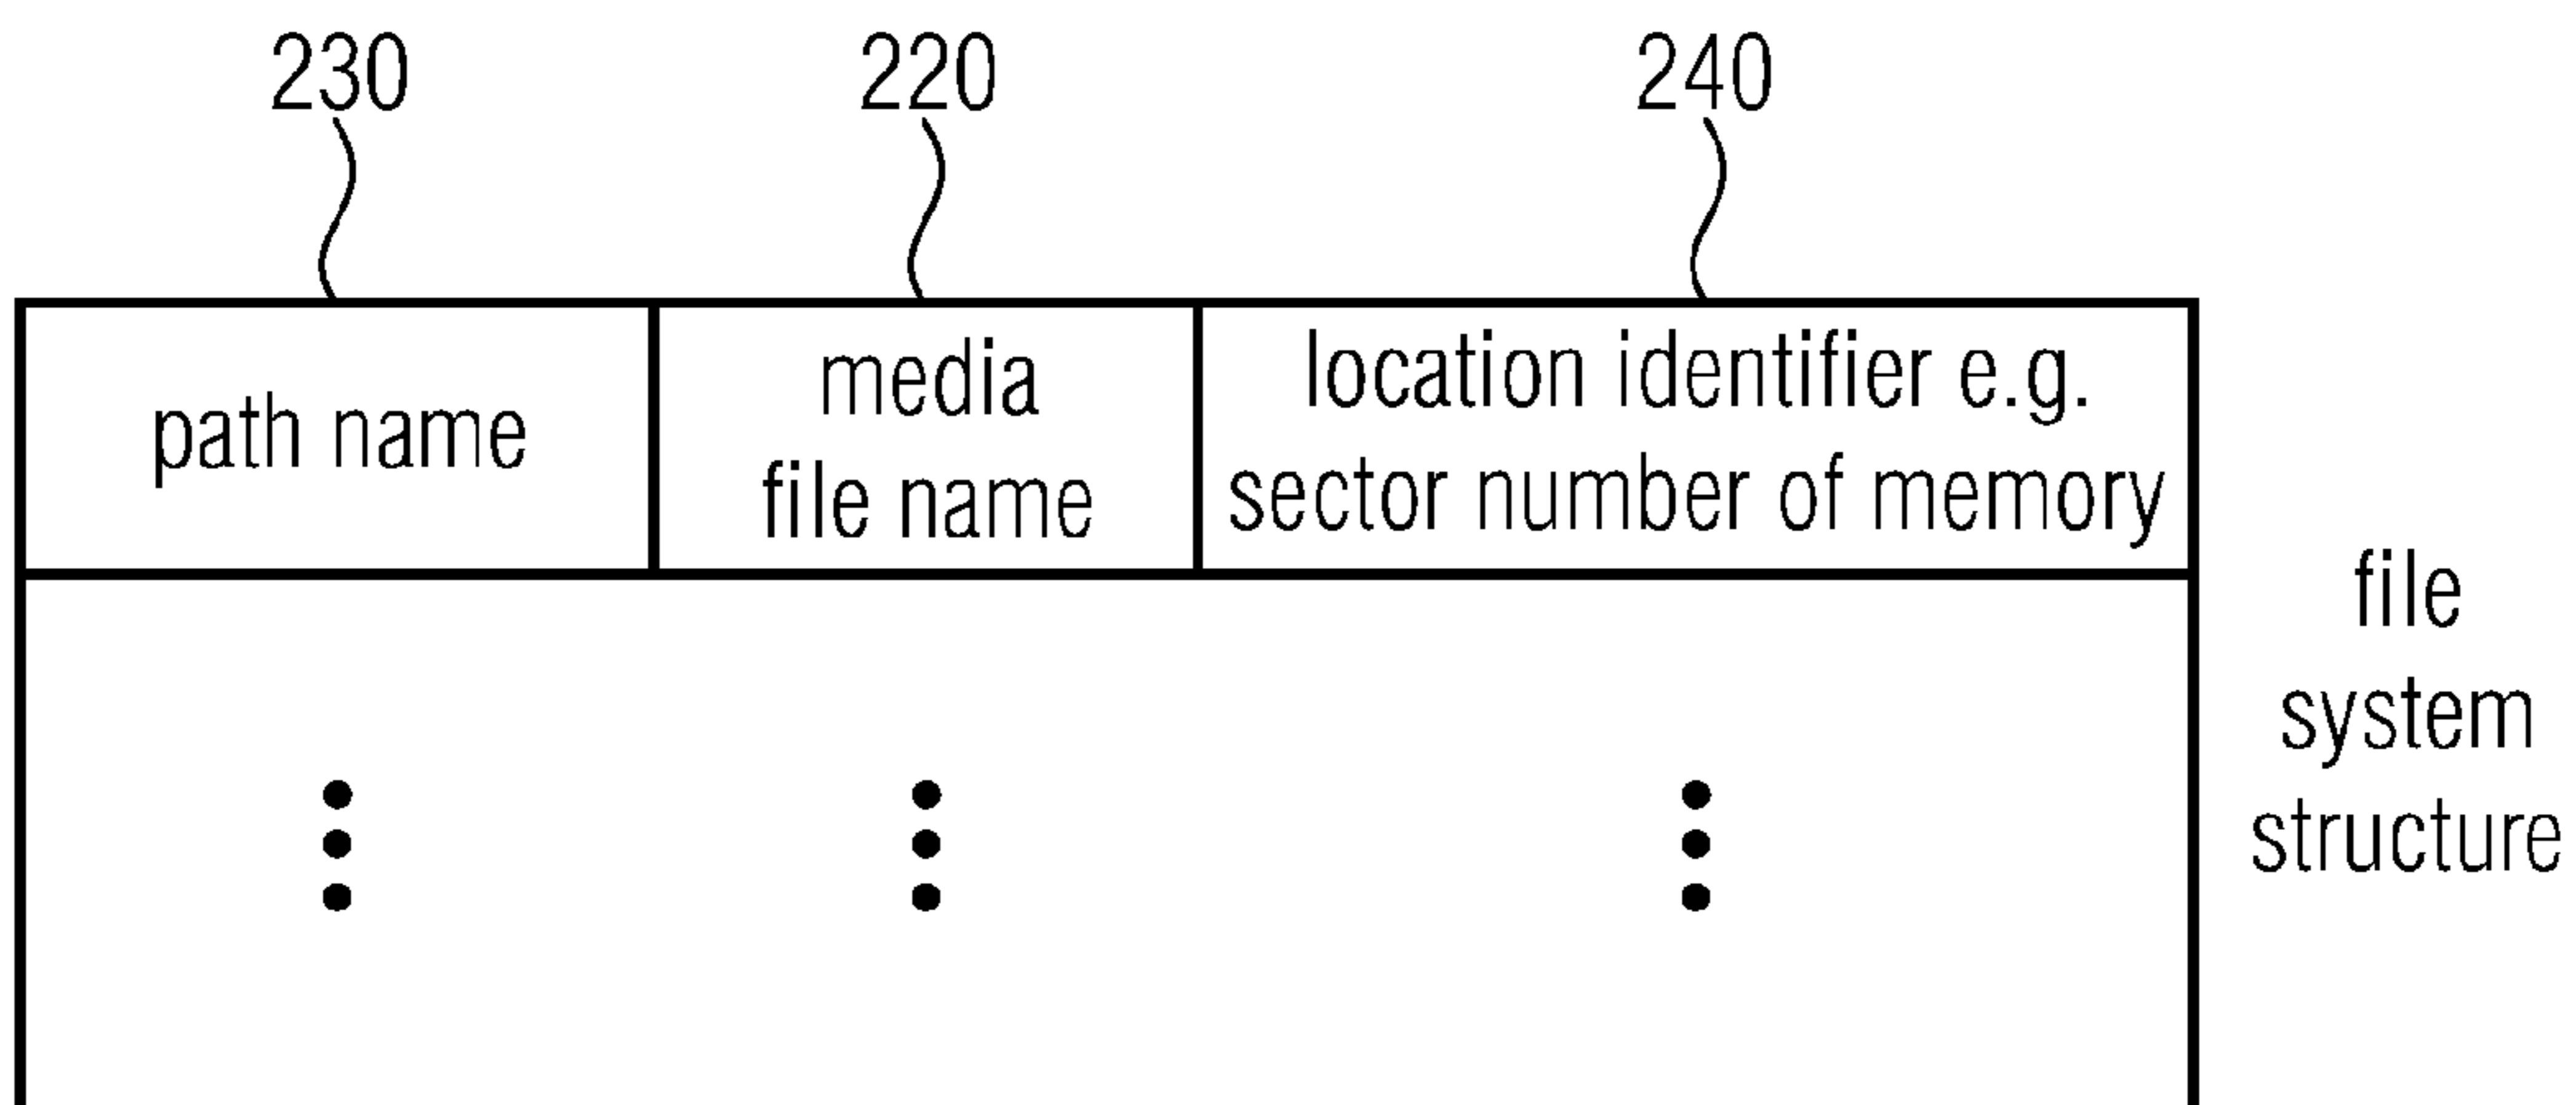 230
220
240
path name
media
file name
location identifier e.g.
sector number of memory
file
system
structure